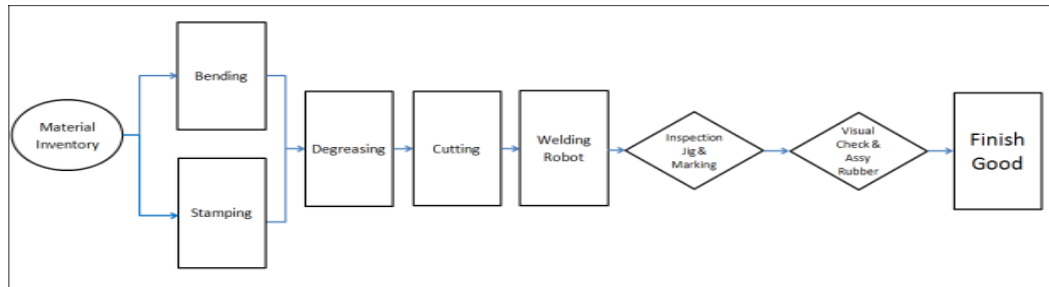 Material
Inventory
Bending
Stamping
Degreasing
Cutting
Welding
Robot
Inspection
Jig &
Marking
Visual
Check &
Assy
Rubber
Finish
Good